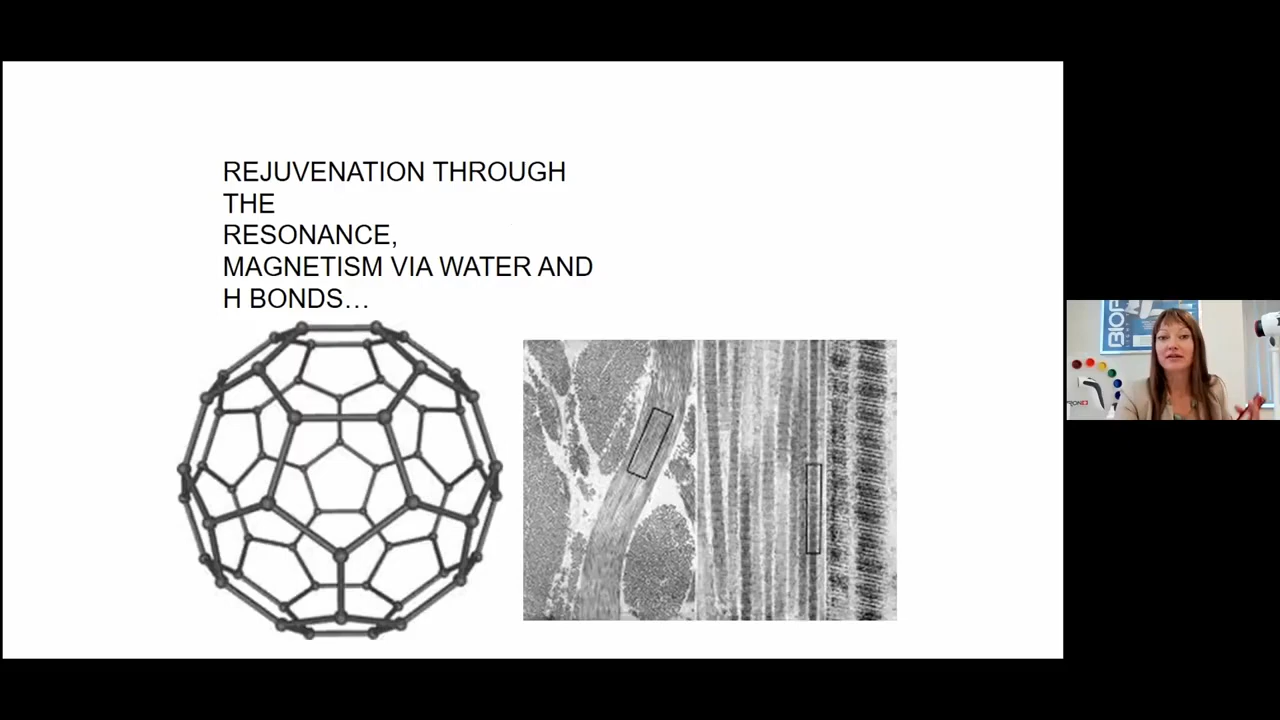 REJUVENATION THROUGH
THE
RESONANCE,
MAGNETISM VIA WATER AND
H BONDS…